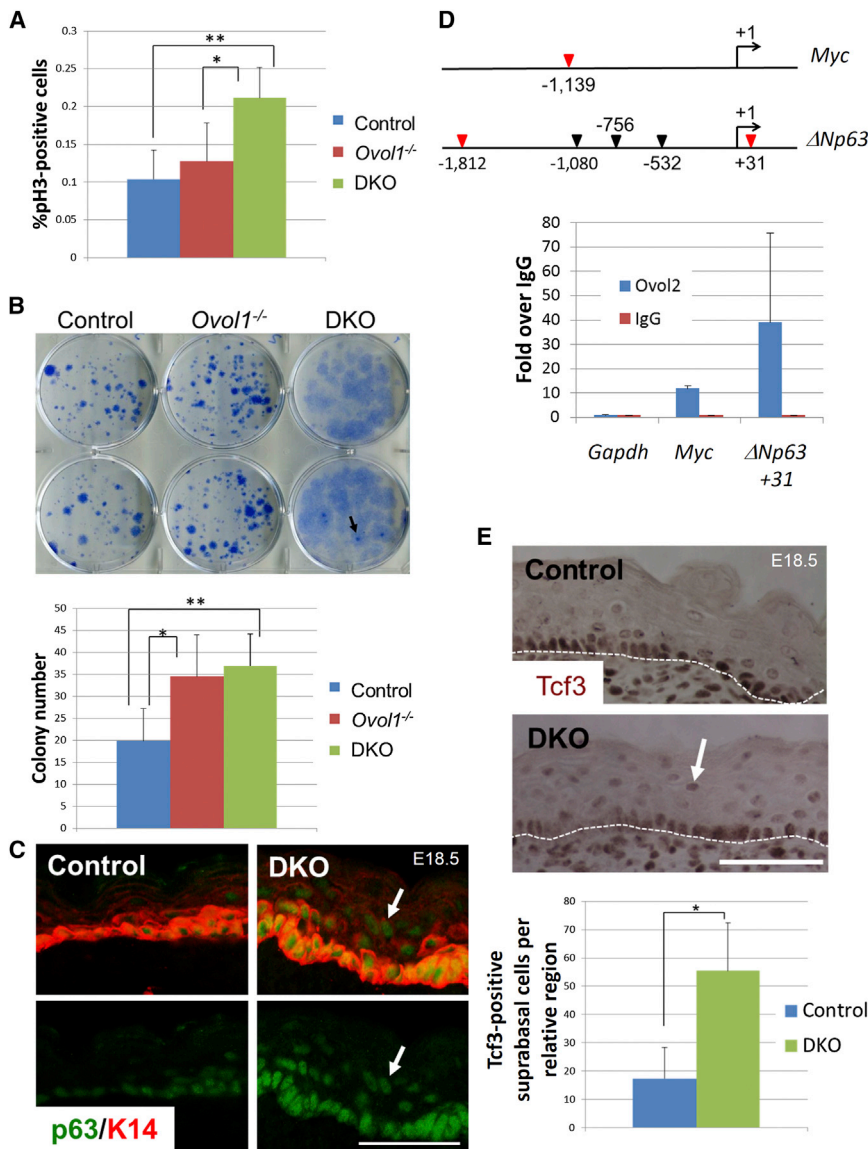 A
**
*
%pH3-positive cells
0.3
0.25
0.2
0.15
0.1
0.05
0
Control
Ovol1-/-
DKO
B
Control Ovol1-/- DKO
**
*
Colony number
50
45
40
35
30
25
20
15
10
5
0
Control
Ovol1-/-
DKO
C
Control
DKO
E18.5
p63/K14
D
+1
Myc
-1,139
+1
-756
ΔNp63
-1,812 -1,080 -532 +31
Fold over IgG
80
70
60
50
40
30
20
10
0
Ovol2
IgG
Gapdh Myc ΔNp63
+31
E
Control
E18.5
Tcf3
DKO
*
Tcf3-positive
suprabasal cells per
relative region
80
70
60
50
40
30
20
10
0
Control
DKO